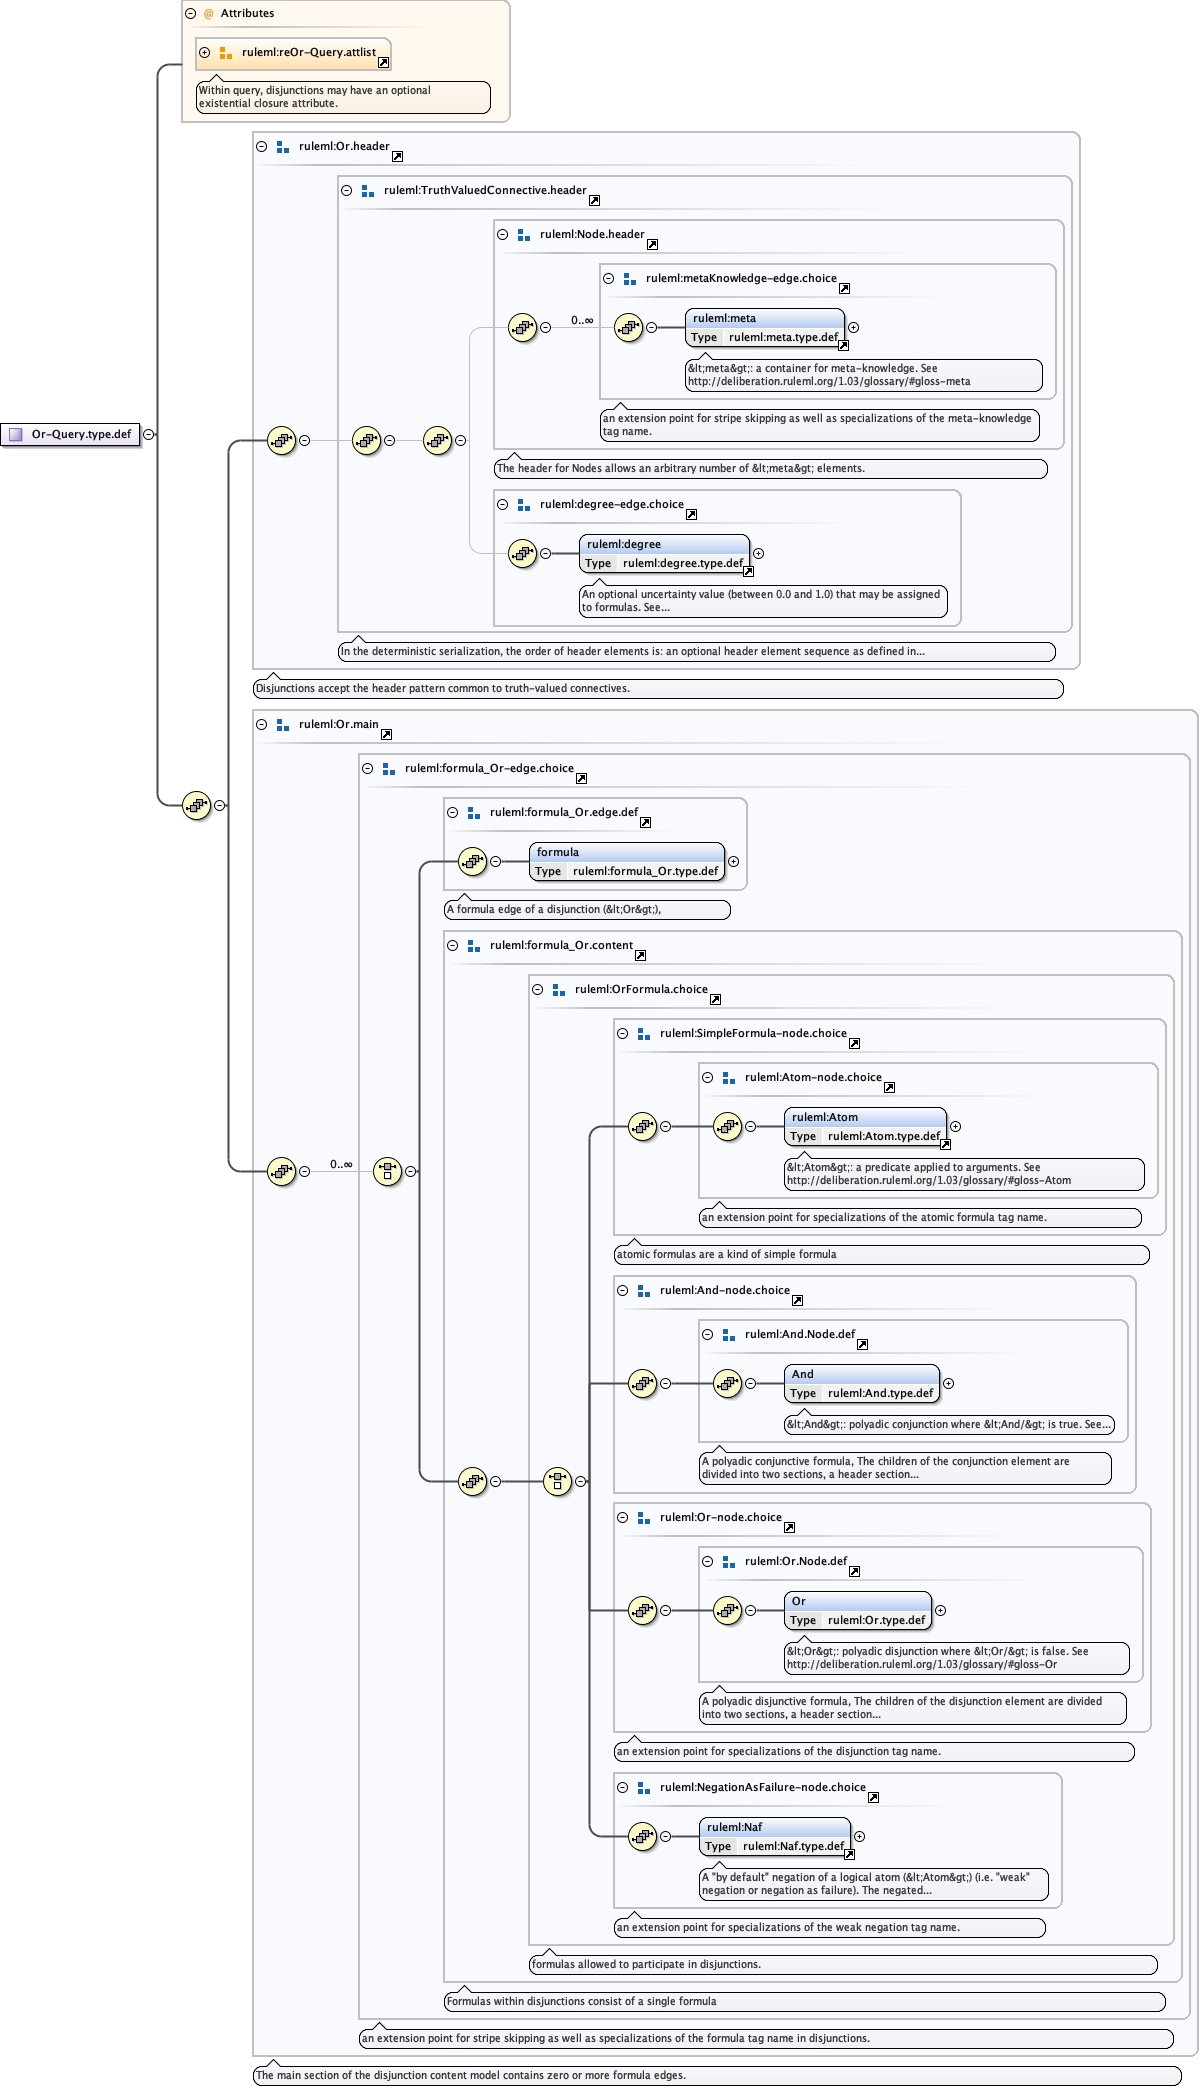 Attributes
ruleml:reOr-Query.attlist
Within query, disjunctions may have an optional
existential closure attribute.
ruleml:Or.header
ruleml:TruthValuedConnective.header
ruleml:Node.header
ruleml:metaKnowledge-edge.choice
0..∞
ruleml:meta
Type ruleml:meta.type.def
&lt;meta&gt;: a container for meta-knowledge. See
http://deliberation.ruleml.org/1.03/glossary/#gloss-meta
an extension point for stripe skipping as well as specializations of the meta-knowledge
tag name.
Or-Query.type.def
The header for Nodes allows an arbitrary number of &lt;meta&gt; elements.
ruleml:degree-edge.choice
ruleml:degree
Type ruleml:degree.type.def
An optional uncertainty value (between 0.0 and 1.0) that may be assigned
to formulas. See...
In the deterministic serialization, the order of header elements is: an optional header element sequence as defined in...
Disjunctions accept the header pattern common to truth-valued connectives.
ruleml:Or.main
ruleml:formula_Or-edge.choice
ruleml:formula_Or.edge.def
formula
Type ruleml:formula_Or.type.def
A formula edge of a disjunction (&lt;Or&gt;),
ruleml:formula_Or.content
ruleml:OrFormula.choice
ruleml:SimpleFormula-node.choice
ruleml:Atom-node.choice
ruleml:Atom
Type ruleml:Atom.type.def
0..∞
&lt;Atom&gt;: a predicate applied to arguments. See
http://deliberation.ruleml.org/1.03/glossary/#gloss-Atom
an extension point for specializations of the atomic formula tag name.
atomic formulas are a kind of simple formula
ruleml:And-node.choice
ruleml:And.Node.def
And
Type ruleml:And.type.def
&lt;And&gt;: polyadic conjunction where &lt;And/&gt; is true. See...
A polyadic conjunctive formula, The children of the conjunction element are
divided into two sections, a header section...
ruleml:Or-node.choice
ruleml:Or.Node.def
Or
Type ruleml:Or.type.def
&lt;Or&gt;: polyadic disjunction where &lt;Or/&gt; is false. See
http://deliberation.ruleml.org/1.03/glossary/#gloss-Or
A polyadic disjunctive formula, The children of the disjunction element are divided
into two sections, a header section...
an extension point for specializations of the disjunction tag name.
ruleml:NegationAsFailure-node.choice
ruleml:Naf
Type ruleml:Naf.type.def
A "by default" negation of a logical atom (&lt;Atom&gt;) (i.e. "weak"
negation or negation as failure). The negated...
an extension point for specializations of the weak negation tag name.
formulas allowed to participate in disjunctions.
Formulas within disjunctions consist of a single formula
an extension point for stripe skipping as well as specializations of the formula tag name in disjunctions.
The main section of the disjunction content model contains zero or more formula edges.